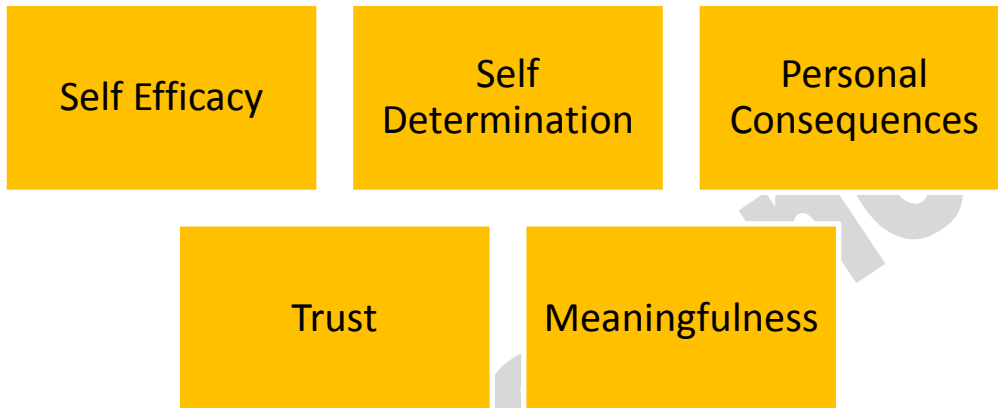 Self Efficacy
Self
Determination
Personal
Consequences
Trust
Meaningfulness